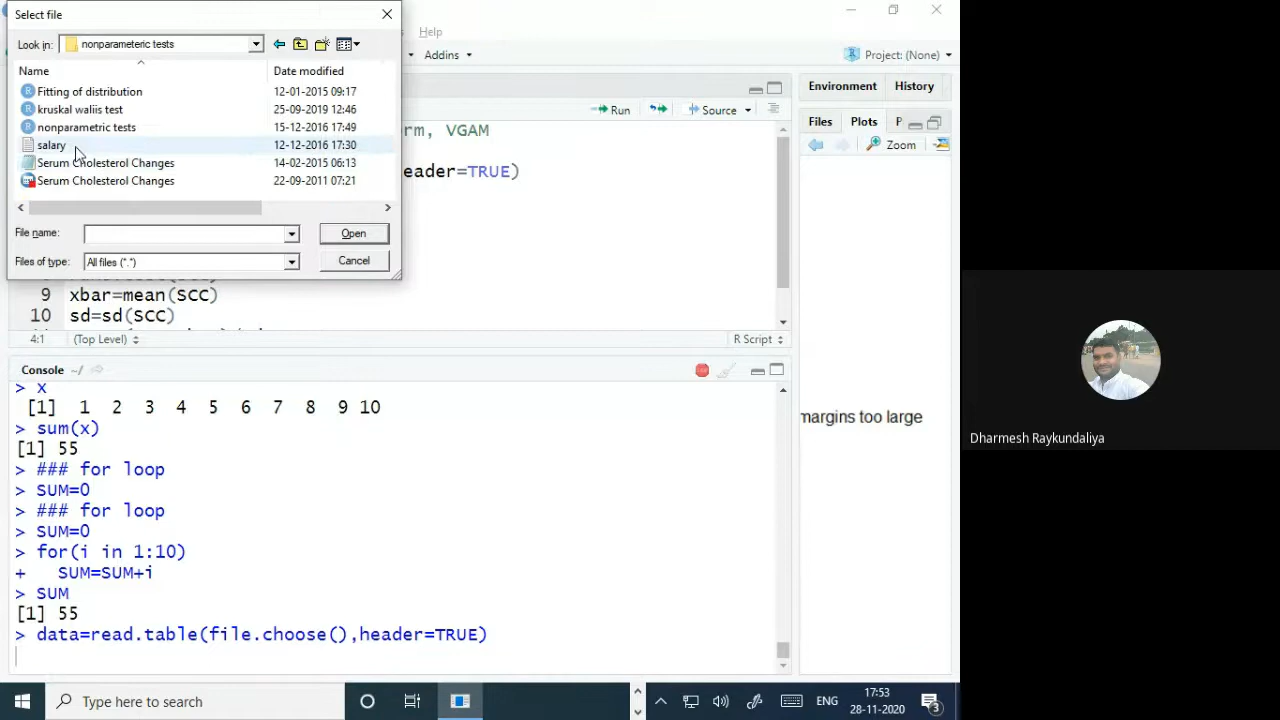 Select file
Look in:
nonparameteric tests
Name
Date modified
Fitting of distribution 12-01-2015 09:17
kruskal waliis test 25-09-2019 12:46
nonparametric tests 15-12-2016 17:49
salary 12-12-2016 17:30
Serum Cholesterol Changes 14-02-2015 06:13
Serum Cholesterol Changes 22-09-2011 07:21
File name:
Open
Files of type:
All files (*.*)
Cancel
Help
Addins
Project: (None)
Run
Source
rm, VGAM
eader=TRUE)
9 xbar=mean(SCC)
10 sd=sd(SCC)
4:1 (Top Level) R Script
Console ~/
> x
[1] 1 2 3 4 5 6 7 8 9 10
> sum(x)
[1] 55
> ### for loop
> SUM=0
> ### for loop
> SUM=0
> for(i in 1:10)
+ SUM=SUM+i
> SUM
[1] 55
> data=read.table(file.choose(),header=TRUE)
Environment History
Files Plots P
Zoom
margins too large
Dharmesh Raykundaliya
Type here to search
ENG
17:53
28-11-2020
3